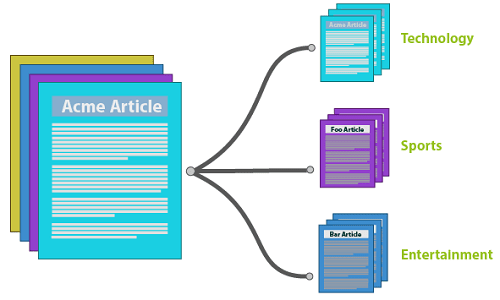 Acme Article
Acme Article
Technology
Foo Article
Sports
Bar Article
Entertainment